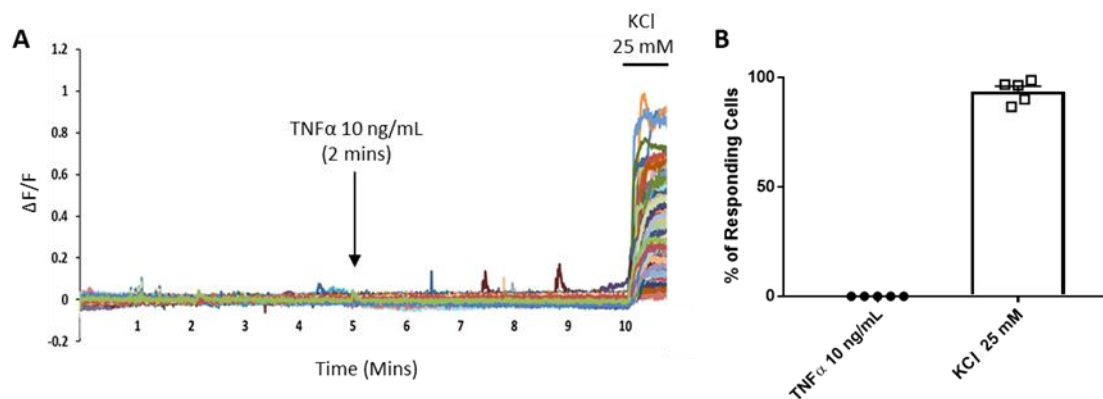 A
KCl
25 mM
1.2
1
0.8
0.6
0.4
0.2
0
-0.2
ΔF/F
TNFα 10 ng/mL
(2 mins)
1 2 3 4 5 6 7 8 9 10
Time (Mins)
B
% of Responding Cells
100
50
0
TNFα 10 ng/mL
KCl 25 mM